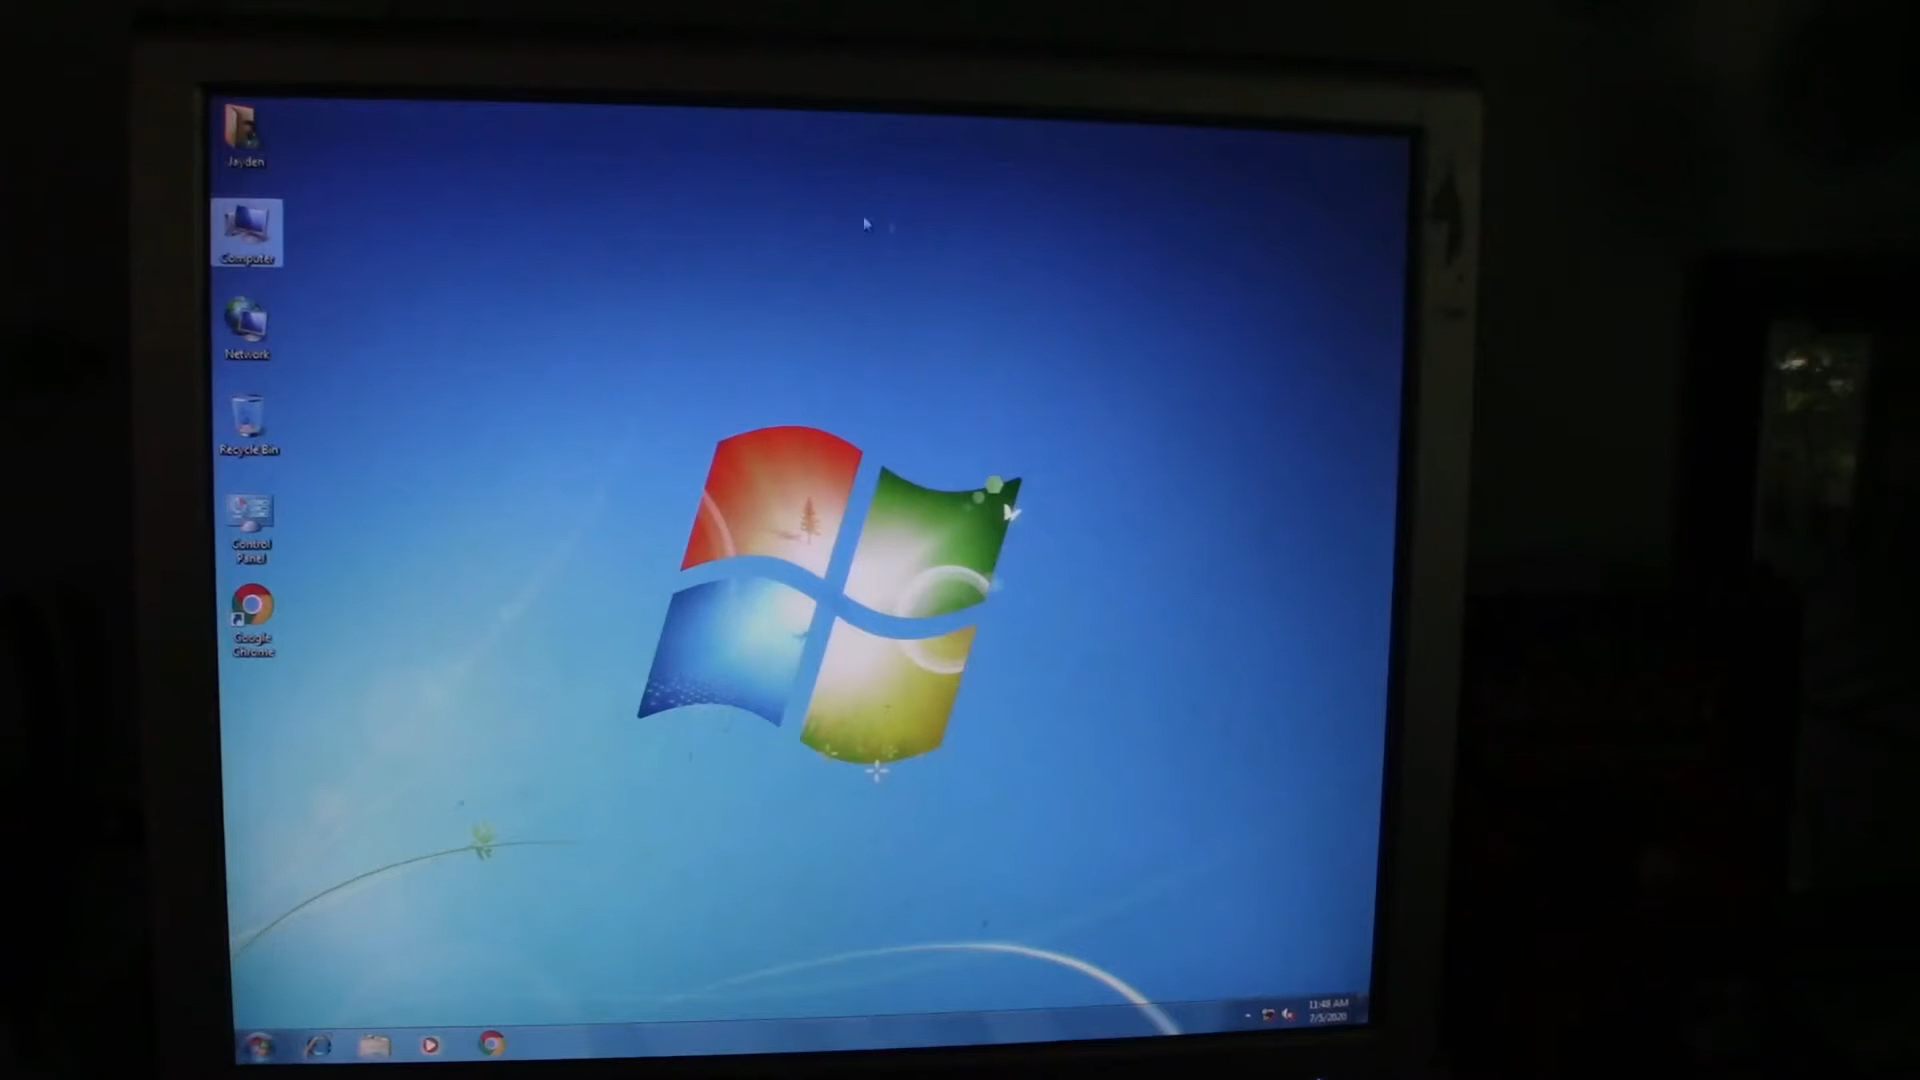 Jayden
Computer
Network
Recycle Bin
Control
Panel
Google
Chrome
11:48 AM
7/5/2020